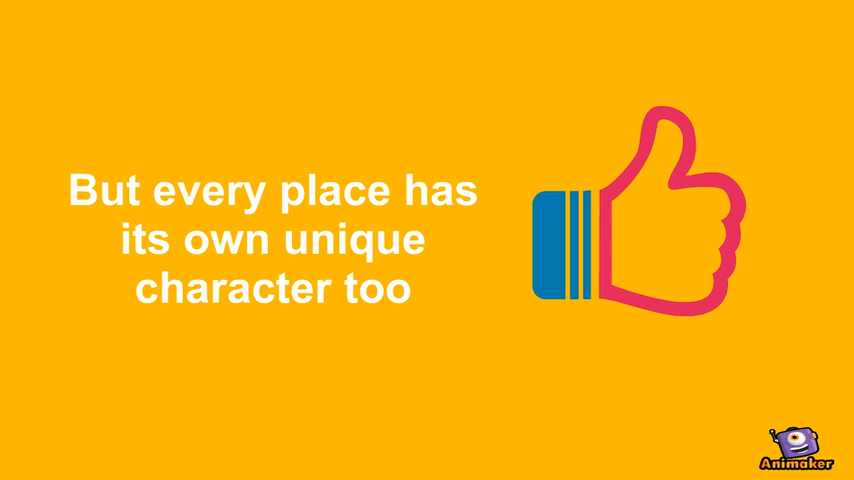 But every place has
its own unique
character too
Animaker